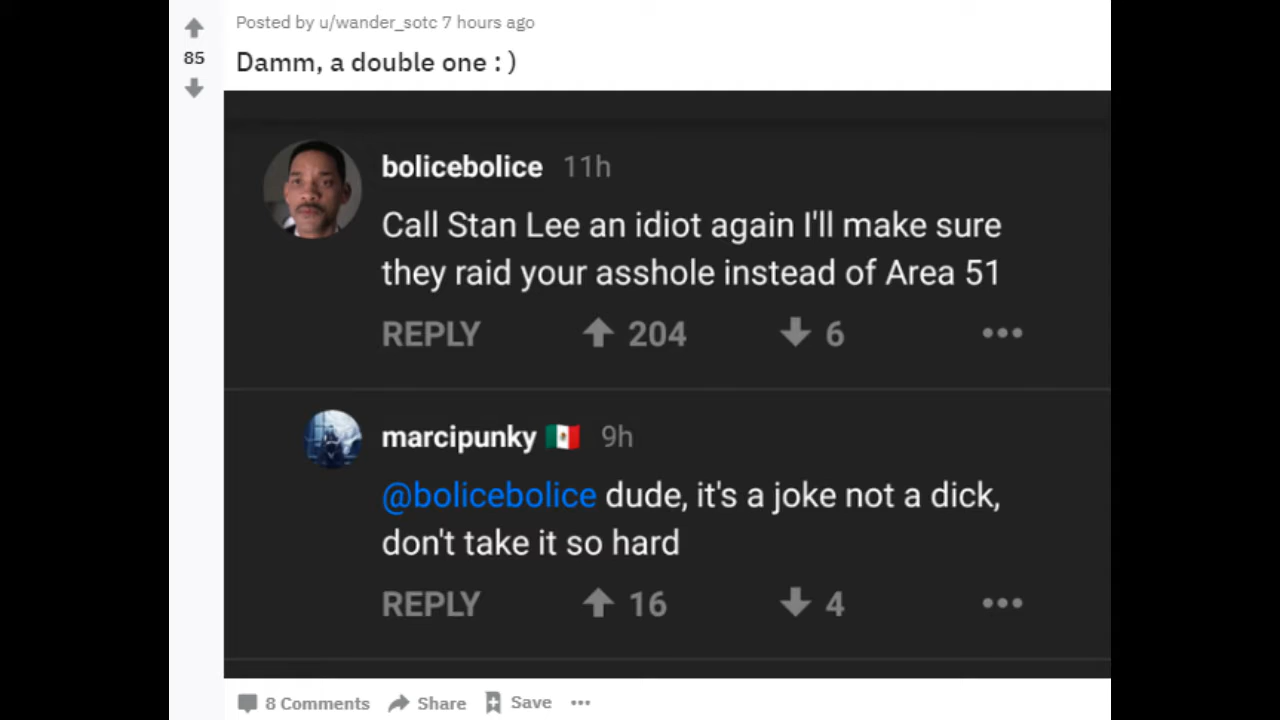 Posted by u/wander_sotc 7 hours ago
85
Damm, a double one : )
bolicebolice 11h
Call Stan Lee an idiot again I'll make sure
they raid your asshole instead of Area 51
REPLY 204 6 •••
marcipunky 🇲🇽 9h
@bolicebolice dude, it's a joke not a dick,
don't take it so hard
REPLY 16 4 •••
8 Comments Share Save •••